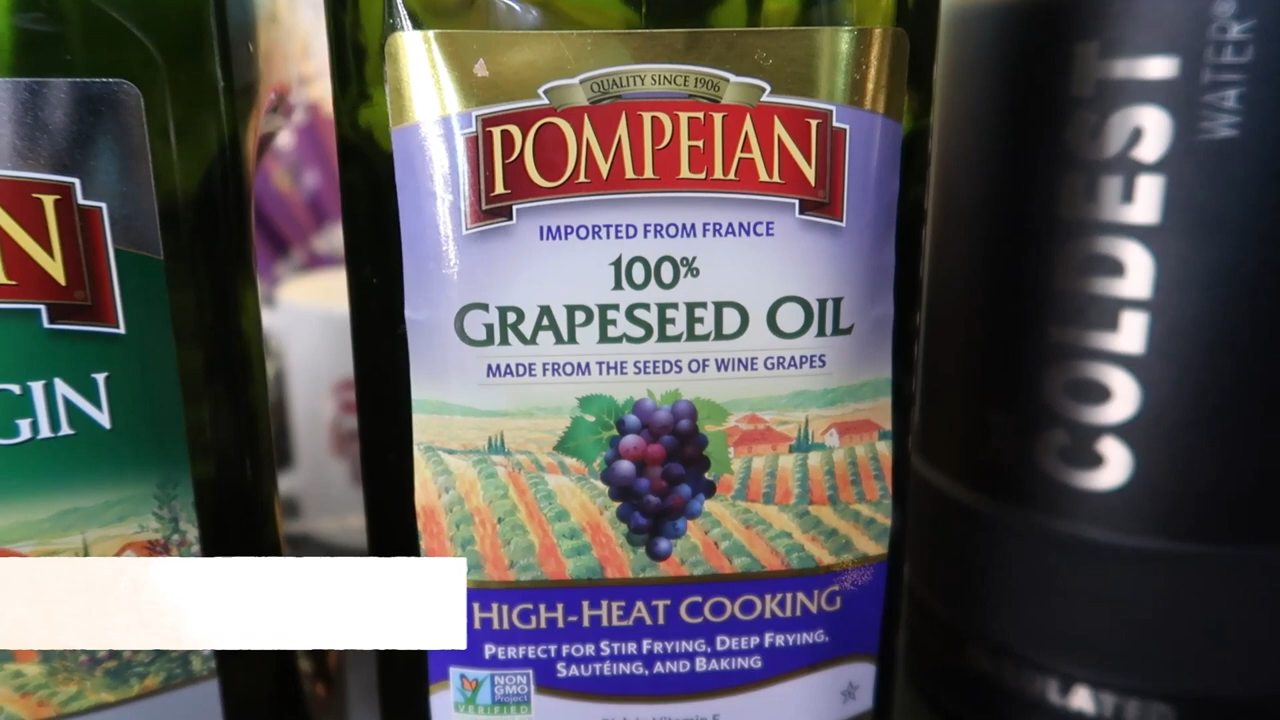 QUALITY SINCE 1906
POMPEIAN
IMPORTED FROM FRANCE
100%
GRAPESEED OIL
MADE FROM THE SEEDS OF WINE GRAPES
HIGH-HEAT COOKING
PERFECT FOR STIR FRYING, DEEP FRYING,
SAUTÉING, AND BAKING
NON
GMO
Project
VERIFIED
N
GIN
COLDEST
WATER®